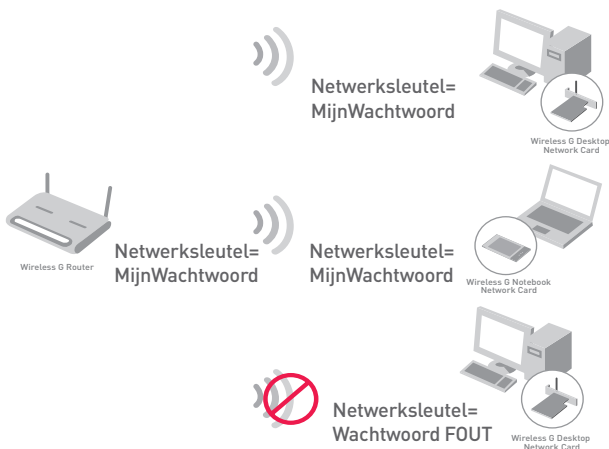 Netwerksleutel=
MijnWachtwoord
Wireless G Desktop
Network Card
Wireless G Router
Netwerksleutel=
MijnWachtwoord
Netwerksleutel=
MijnWachtwoord
Wireless G Notebook
Network Card
Netwerksleutel=
Wachtwoord FOUT
Wireless G Desktop
Network Card